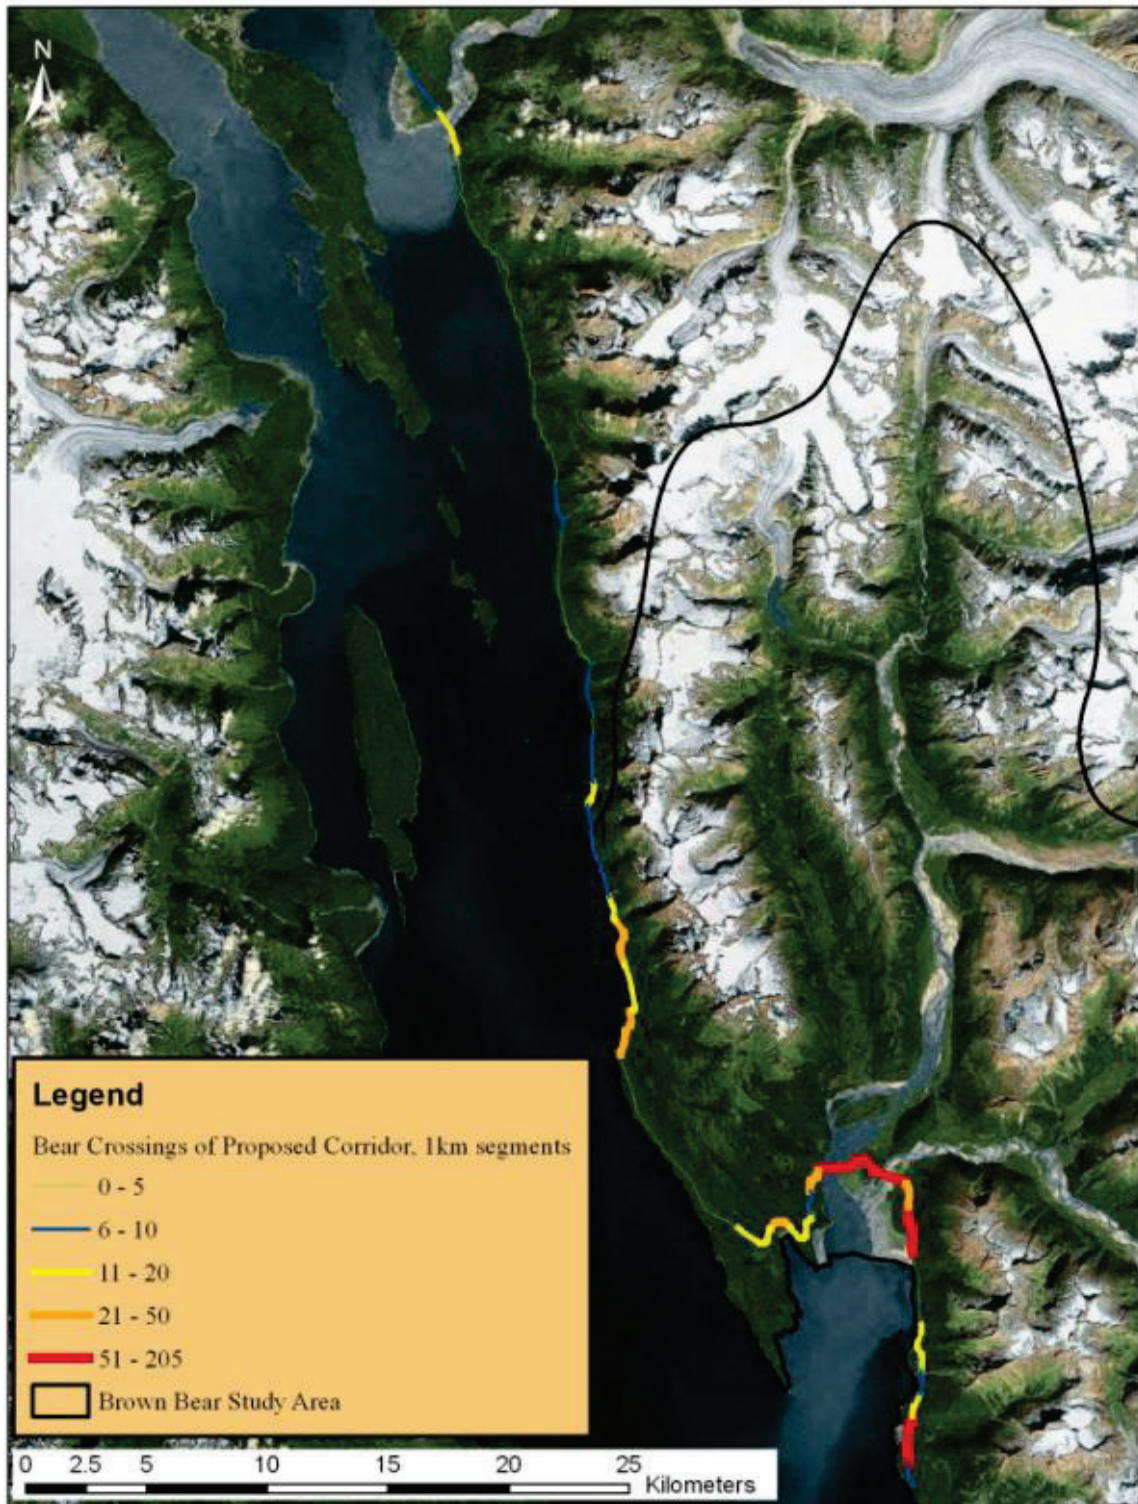 N
Legend
Bear Crossings of Proposed Corridor, 1km segments
0 - 5
6 - 10
11 - 20
21 - 50
51 - 205
Brown Bear Study Area
0 2.5 5 10 15 20 25
Kilometers